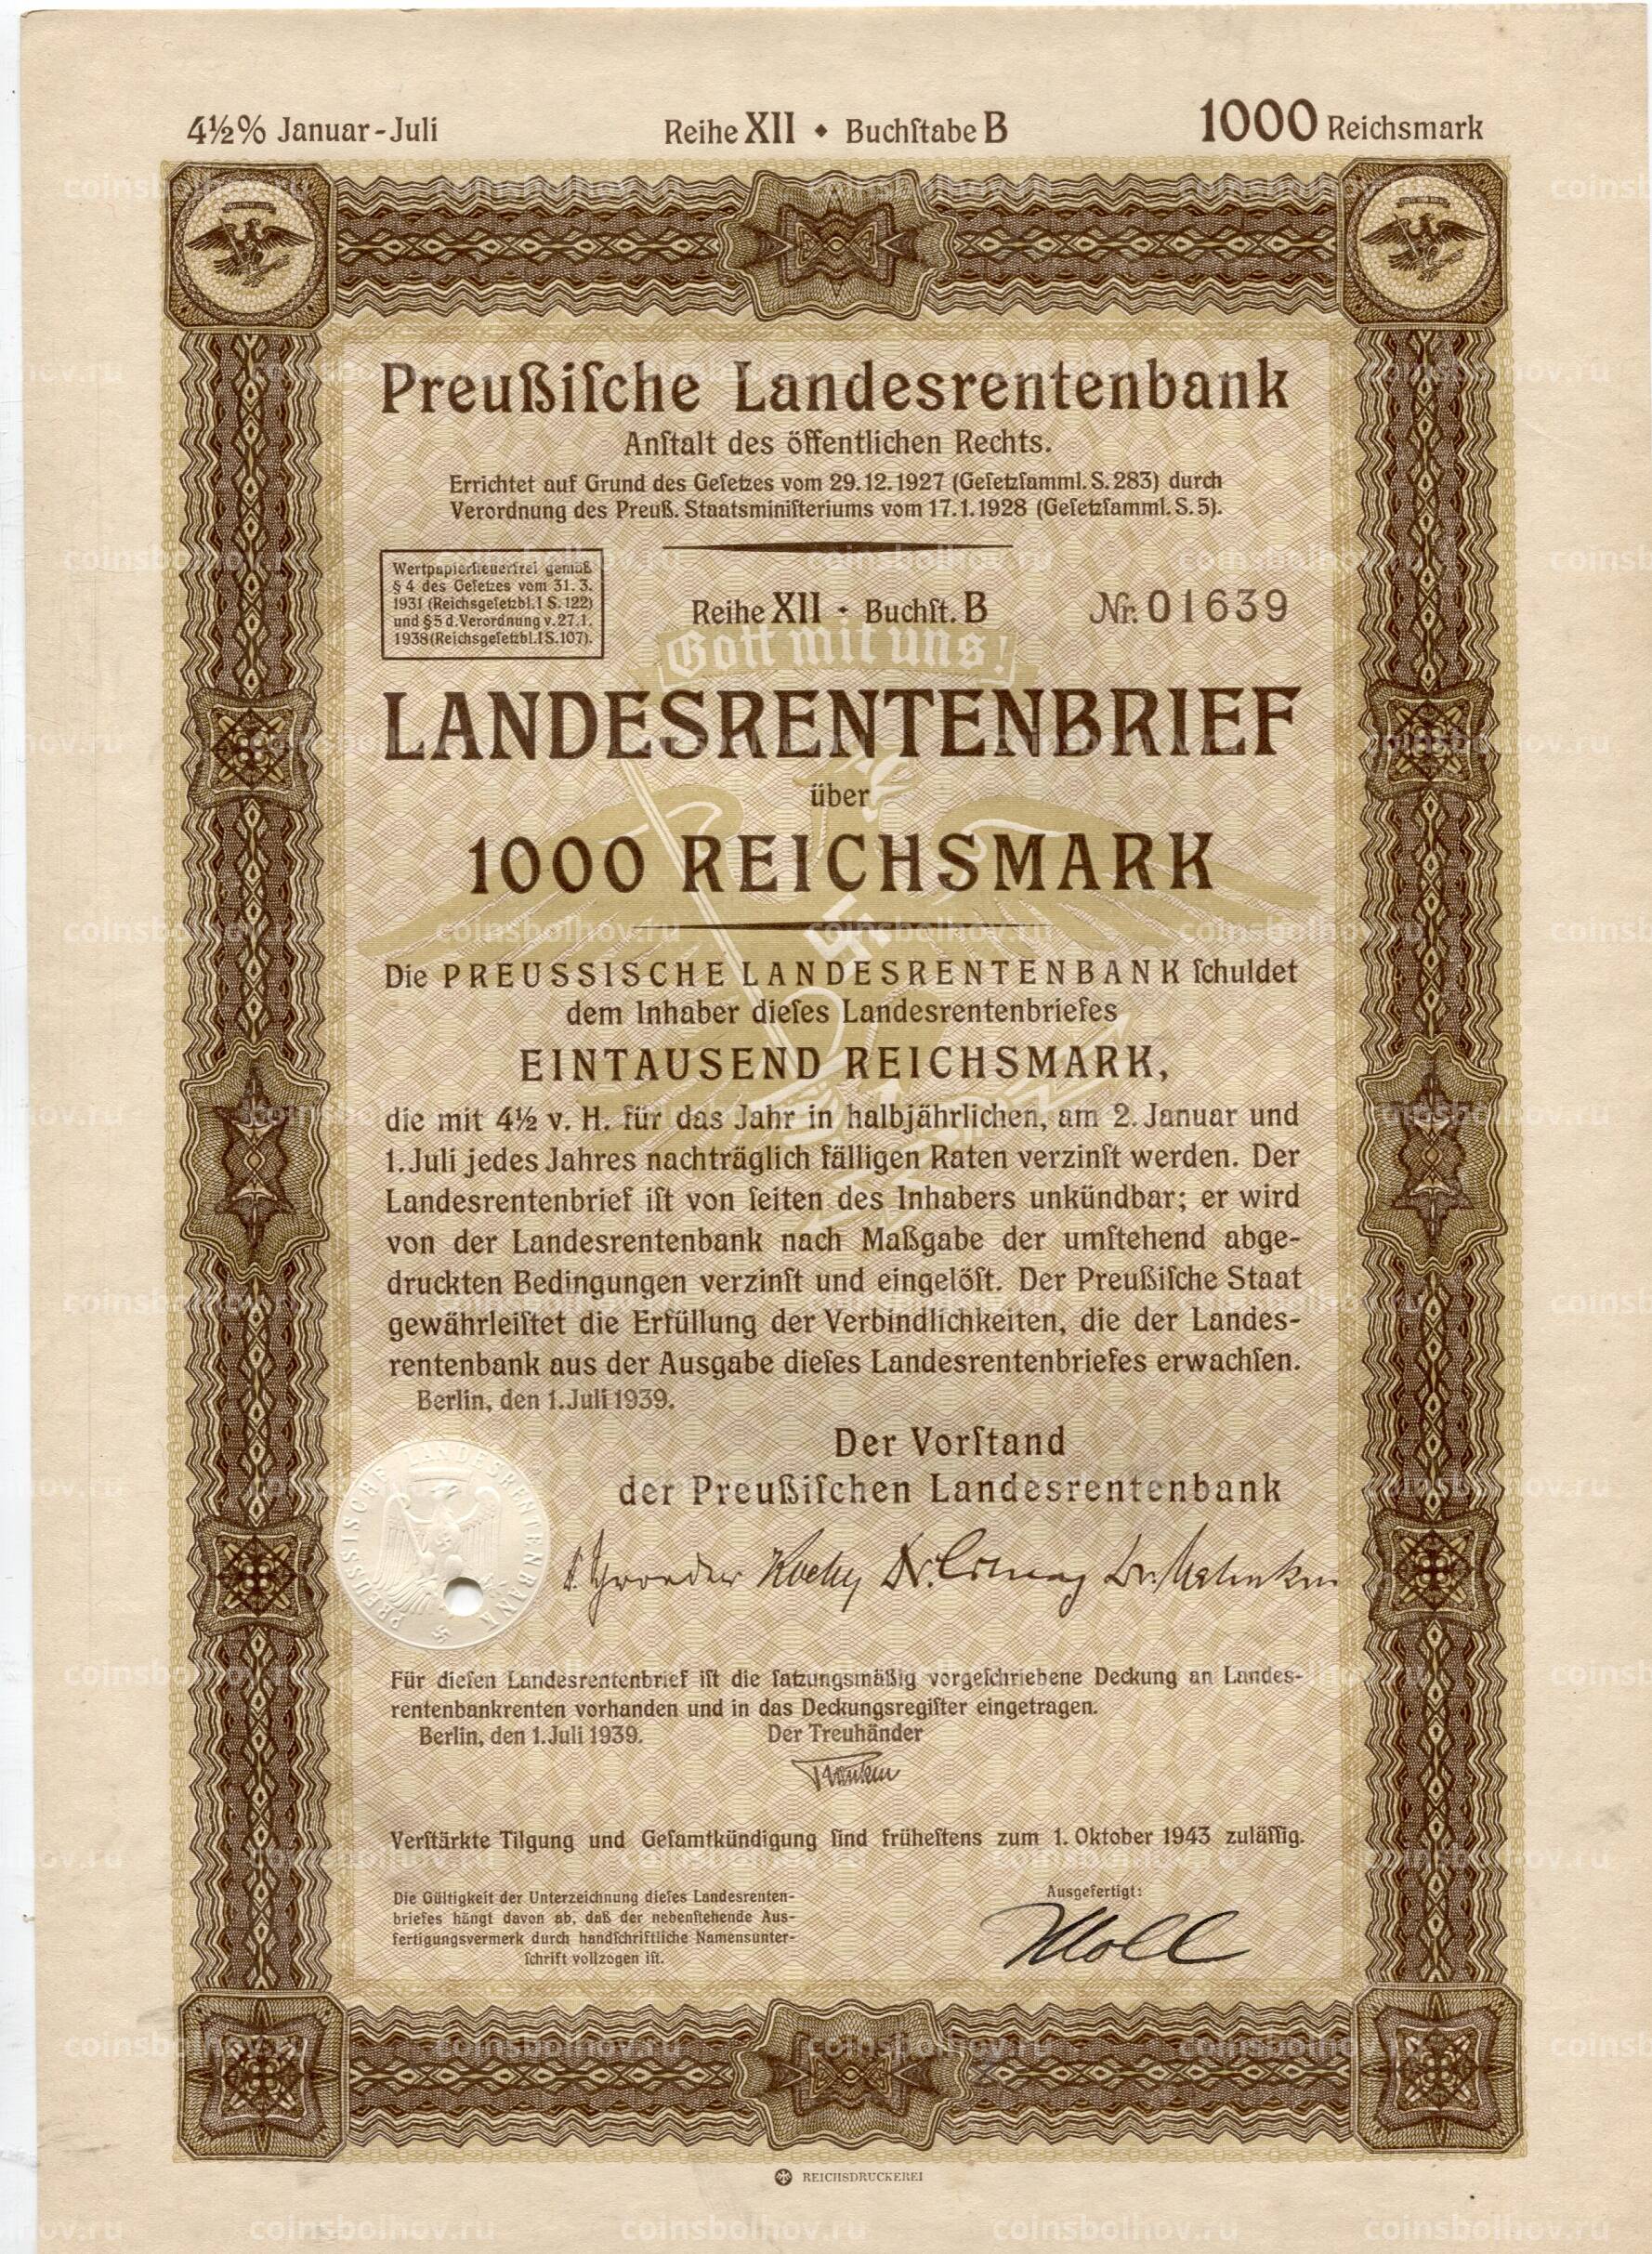 4½% Januar-Juli
Reihe XII ♦ Buchſtabe B
1000 Reichsmark
Preußiſche Landesrentenbank
Anſtalt des öffentlichen Rechts.
Errichtet auf Grund des Geſetzes vom 29.12.1927 (Geſetzſamml. S. 283) durch
Verordnung des Preuß. Staatsminiſteriums vom 17.1.1928 (Geſetzſamml. S. 5).
Wertpapierſteuerfrei gemäß
§ 4 des Geſetzes vom 31. 3.
1931 (Reichsgeſetzbl. I S. 122)
und § 5 d. Verordnung v. 27.1.
1938 (Reichsgeſetzbl. I S. 107).
Reihe XII • Buchſt. B
Nr. 01639
Gott mit uns!
LANDESRENTENBRIEF
über
1000 REICHSMARK
Die PREUSSISCHE LANDESRENTENBANK ſchuldet
dem Inhaber dieſes Landesrentenbriefes
EINTAUSEND REICHSMARK,
die mit 4½ v. H. für das Jahr in halbjährlichen, am 2. Januar und
1. Juli jedes Jahres nachträglich fälligen Raten verzinſt werden. Der
Landesrentenbrief iſt von ſeiten des Inhabers unkündbar; er wird
von der Landesrentenbank nach Maßgabe der umſtehend abge-
druckten Bedingungen verzinſt und eingelöſt. Der Preußiſche Staat
gewährleiſtet die Erfüllung der Verbindlichkeiten, die der Landes-
rentenbank aus der Ausgabe dieſes Landesrentenbriefes erwachſen.
Berlin, den 1. Juli 1939.
Der Vorſtand
der Preußiſchen Landesrentenbank
PREUSSISCHE LANDESRENTENBANK
Für dieſen Landesrentenbrief iſt die ſatzungsmäßig vorgeſchriebene Deckung an Landes-
rentenbankrenten vorhanden und in das Deckungsregiſter eingetragen.
Berlin, den 1. Juli 1939.
Der Treuhänder
Verſtärkte Tilgung und Geſamtkündigung ſind früheſtens zum 1. Oktober 1943 zuläſſig.
Die Gültigkeit der Unterzeichnung dieſes Landesrenten-
briefes hängt davon ab, daß der nebenſtehende Aus-
fertigungsvermerk durch handſchriftliche Namensunter-
ſchrift vollzogen iſt.
Ausgefertigt:
REICHSDRUCKEREI
coinsbolhov.ru